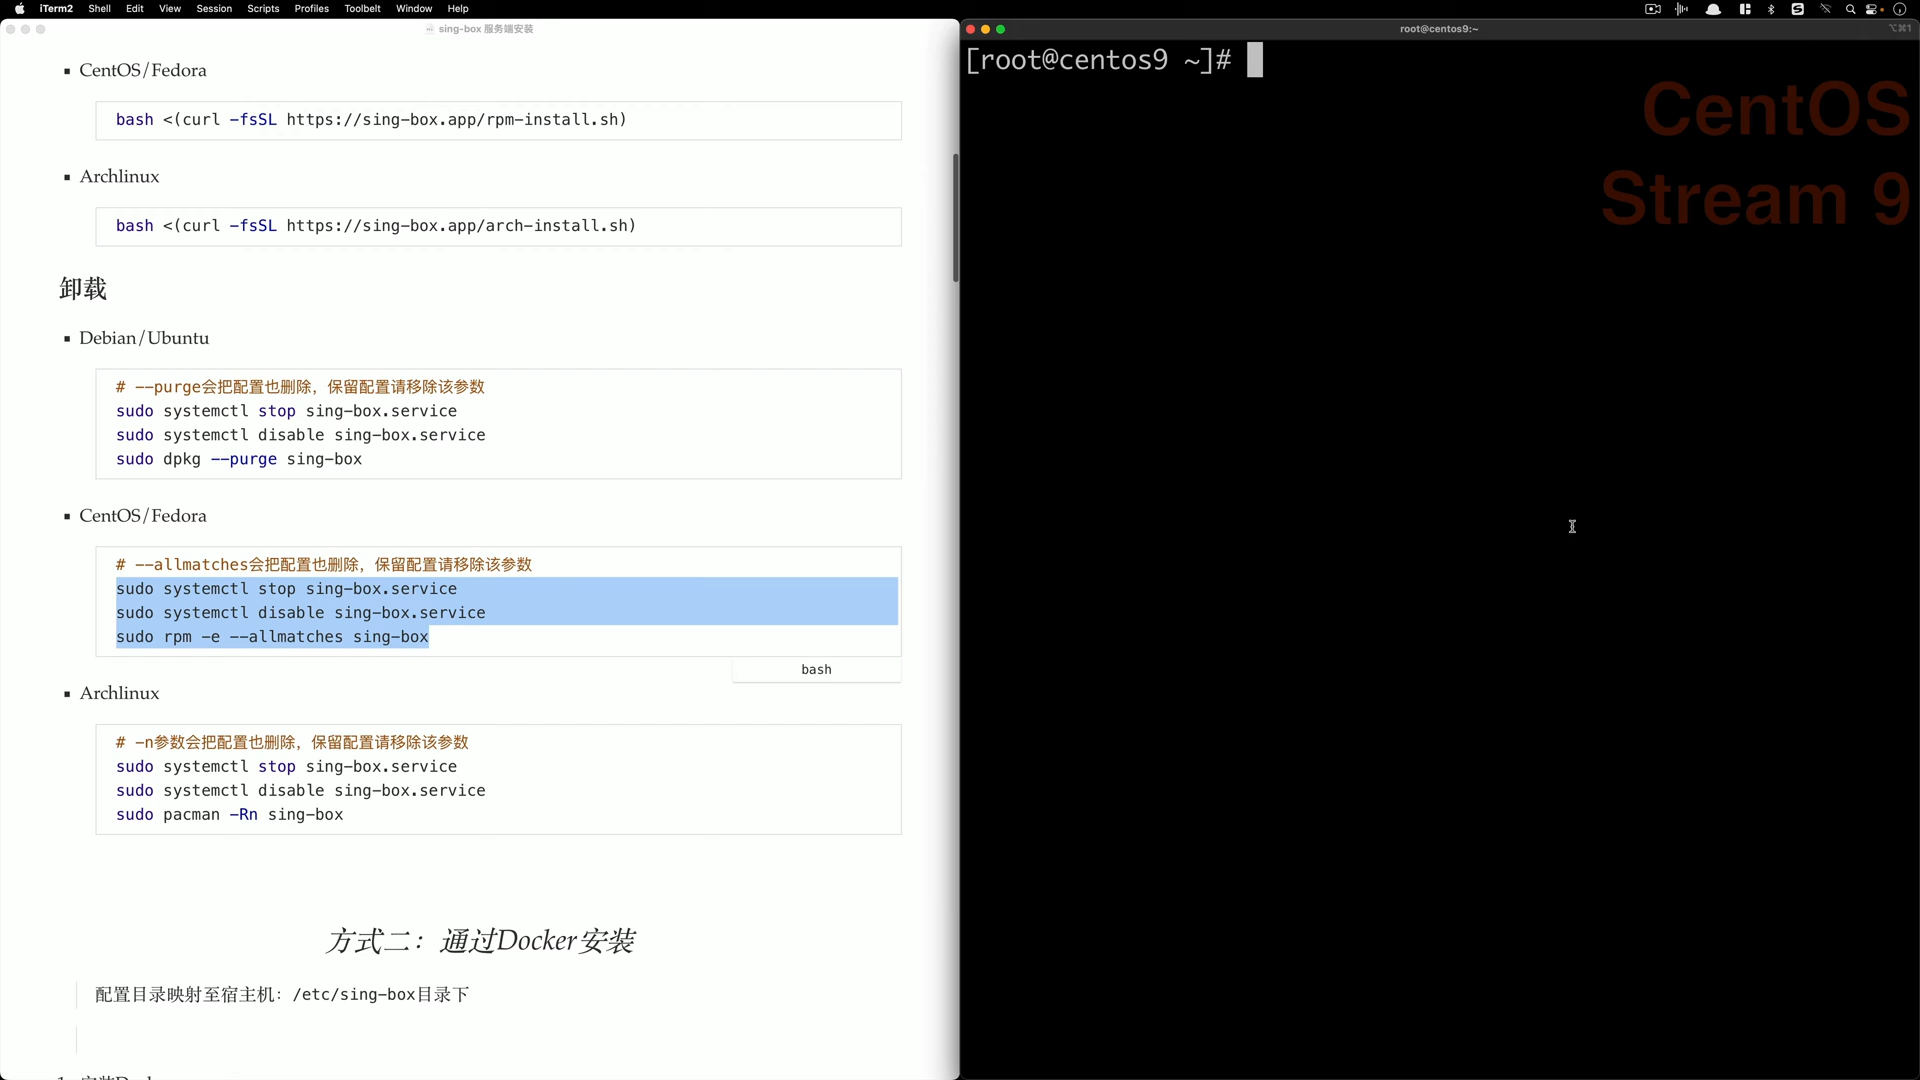 iTerm2 Shell Edit View Session Scripts Profiles Toolbelt Window Help
sing-box 服务端安装
CentOS/Fedora
bash <(curl -fsSL https://sing-box.app/rpm-install.sh)
Archlinux
bash <(curl -fsSL https://sing-box.app/arch-install.sh)
卸载
Debian/Ubuntu
# --purge会把配置也删除，保留配置请移除该参数
sudo systemctl stop sing-box.service
sudo systemctl disable sing-box.service
sudo dpkg --purge sing-box
CentOS/Fedora
# --allmatches会把配置也删除，保留配置请移除该参数
sudo systemctl stop sing-box.service
sudo systemctl disable sing-box.service
sudo rpm -e --allmatches sing-box
bash
Archlinux
# -n参数会把配置也删除，保留配置请移除该参数
sudo systemctl stop sing-box.service
sudo systemctl disable sing-box.service
sudo pacman -Rn sing-box
方式二：通过Docker安装
配置目录映射至宿主机：/etc/sing-box目录下
root@centos9:~
⌥⌘1
[root@centos9 ~]#
CentOS
Stream 9